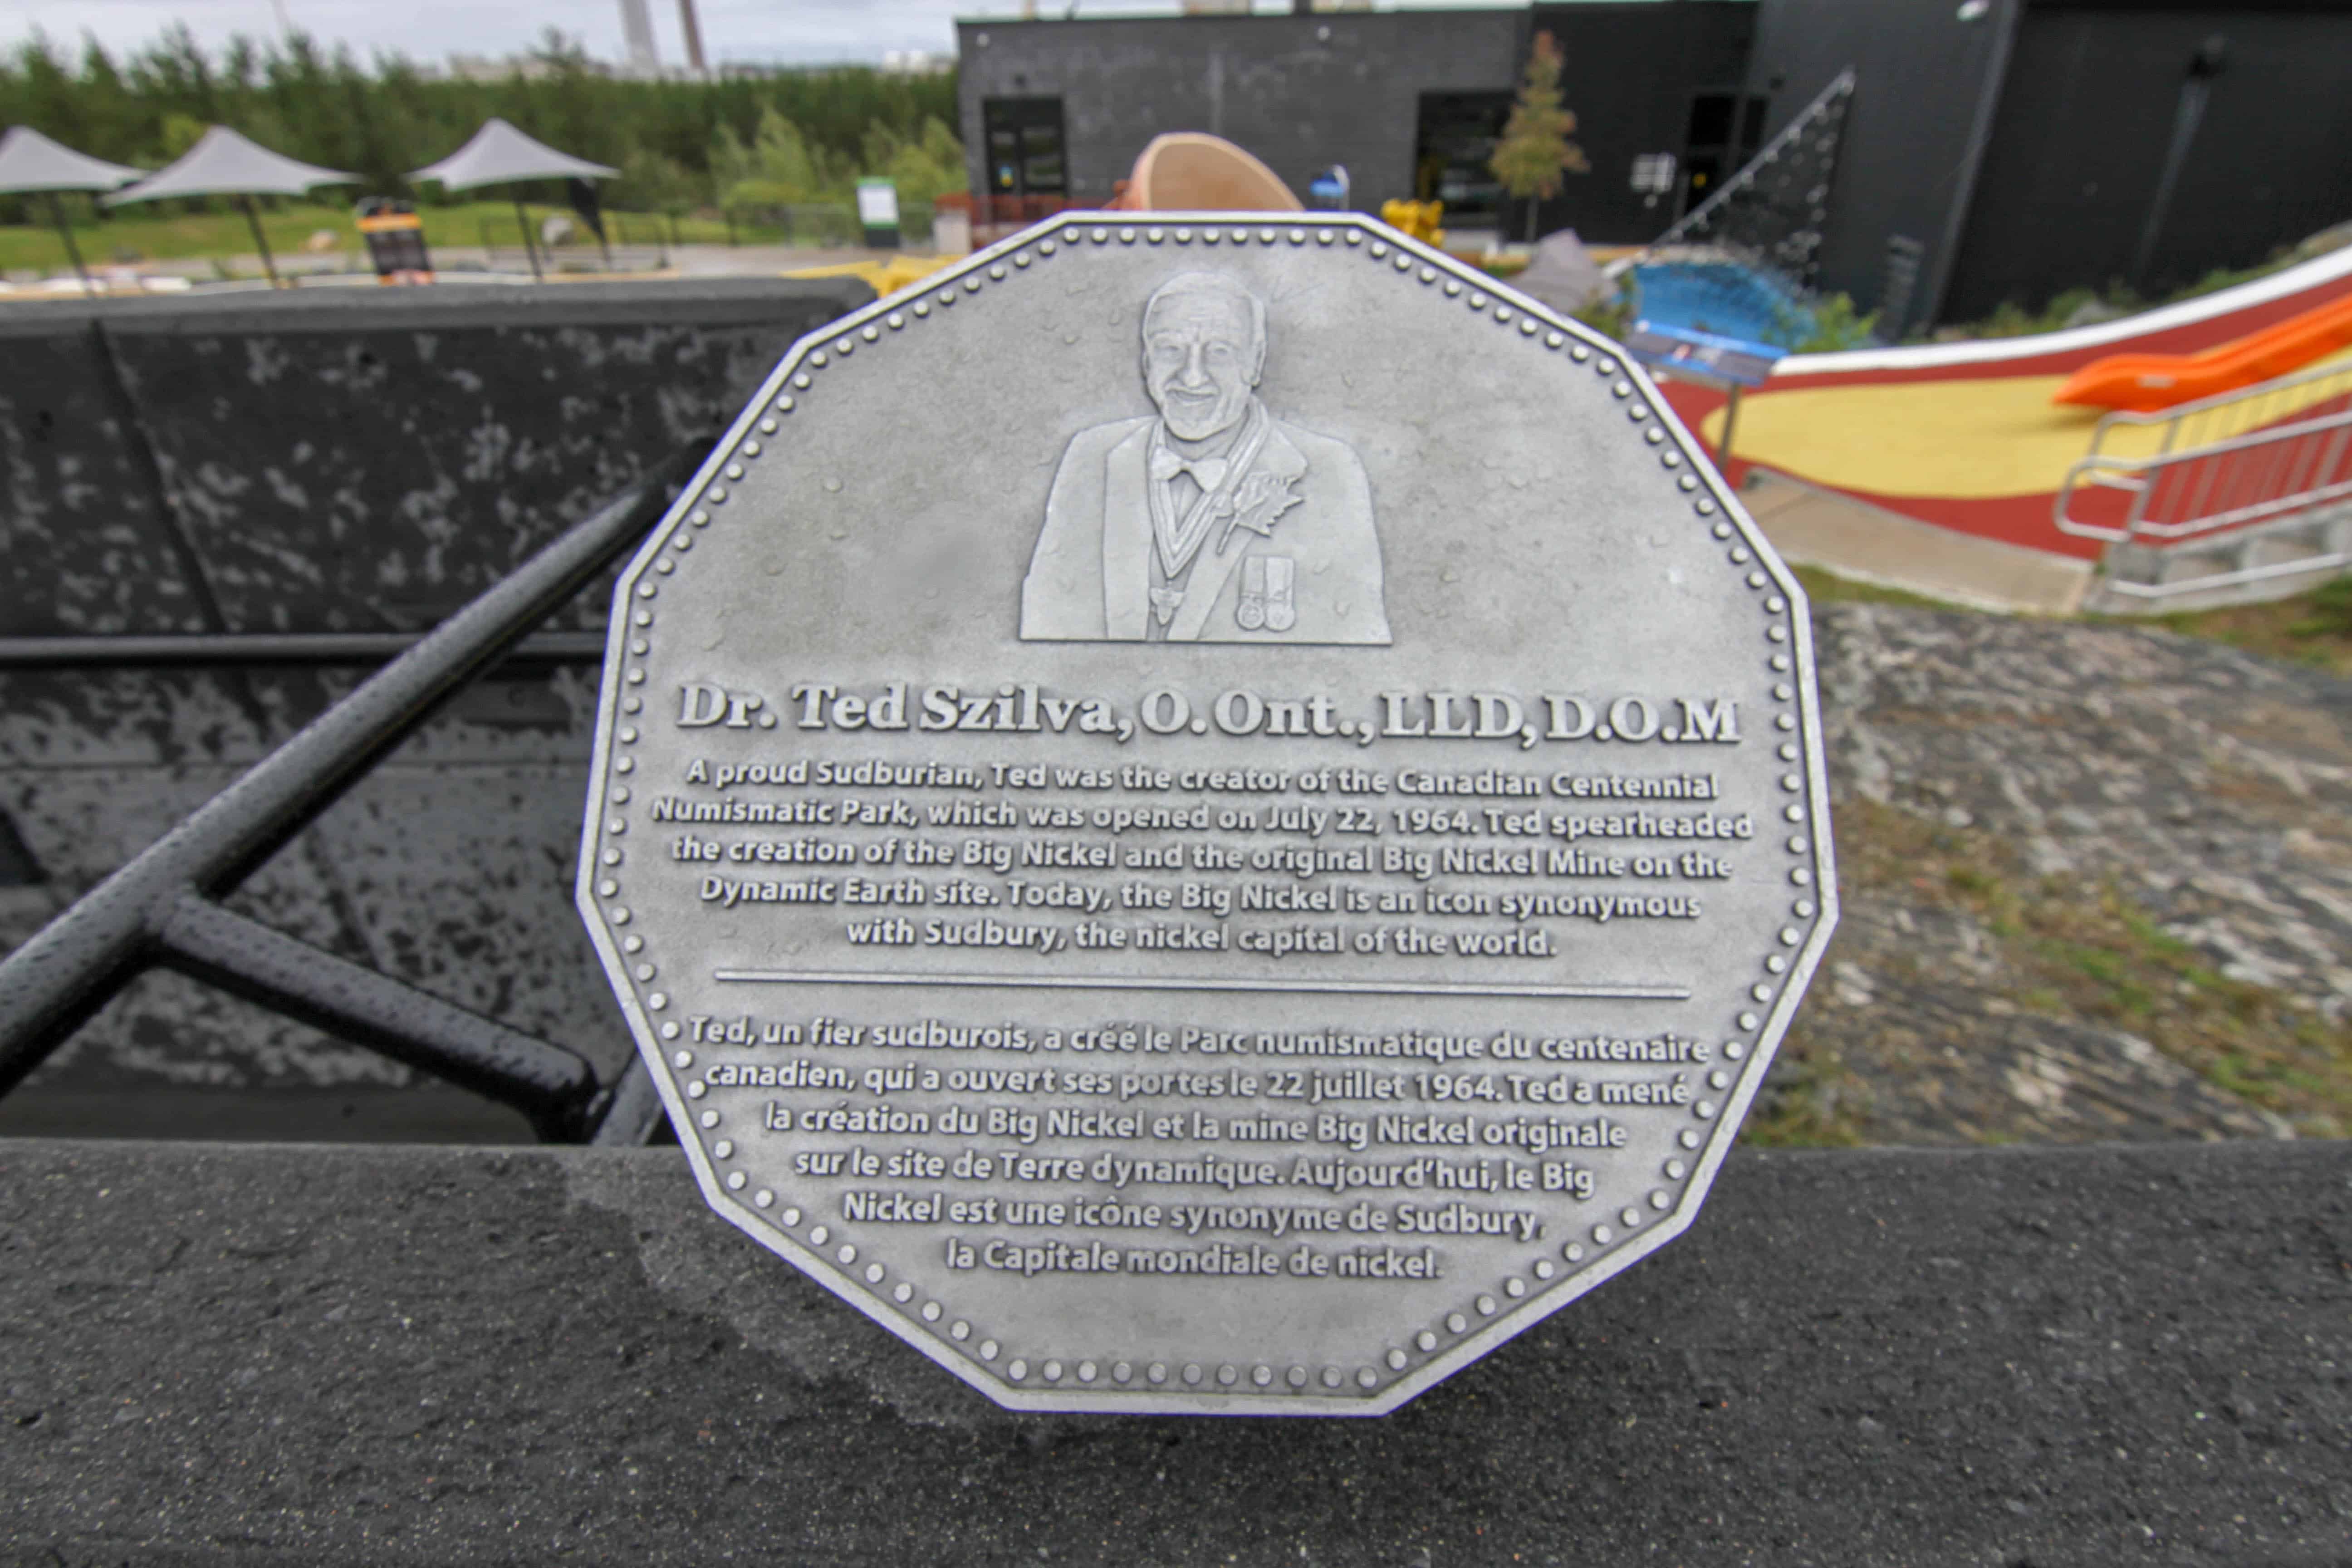 Dr. Ted Szilva, O. Ont., LLD, D.O.M
A proud Sudburian, Ted was the creator of the Canadian Centennial
Numismatic Park, which was opened on July 22, 1964. Ted spearheaded
the creation of the Big Nickel and the original Big Nickel Mine on the
Dynamic Earth site. Today, the Big Nickel is an icon synonymous
with Sudbury, the nickel capital of the world.
Ted, un fier sudburois, a créé le Parc numismatique du centenaire
canadien, qui a ouvert ses portes le 22 juillet 1964. Ted a mené
la création du Big Nickel et la mine Big Nickel originale
sur le site de Terre dynamique. Aujourd'hui, le Big
Nickel est une icône synonyme de Sudbury,
la Capitale mondiale de nickel.